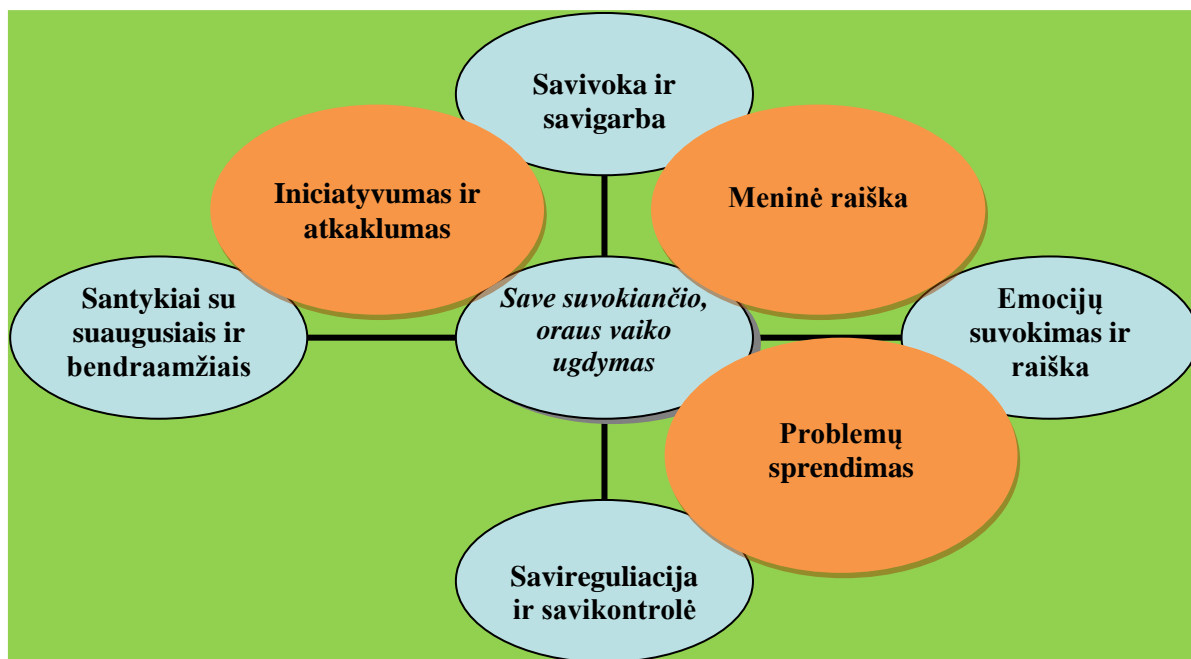 Savivoka ir
savigarba
Iniciatyvumas ir
atkaklumas
Meninė raiška
Santykiai su
suaugusiais ir
bendraamžiais
Save suvokiančio,
oraus vaiko
ugdymas
Emocijų
suvokimas ir
raiška
Problemų
sprendimas
Savireguliacija
ir savikontrolė